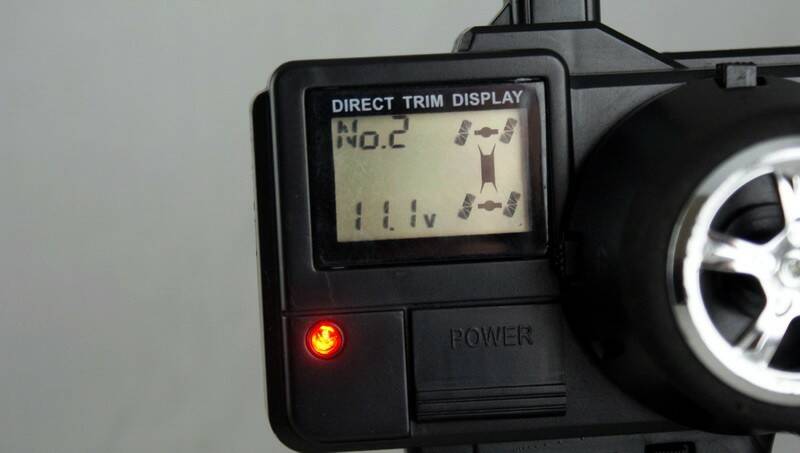 DIRECT TRIM DISPLAY
No.2
11.1v
POWER